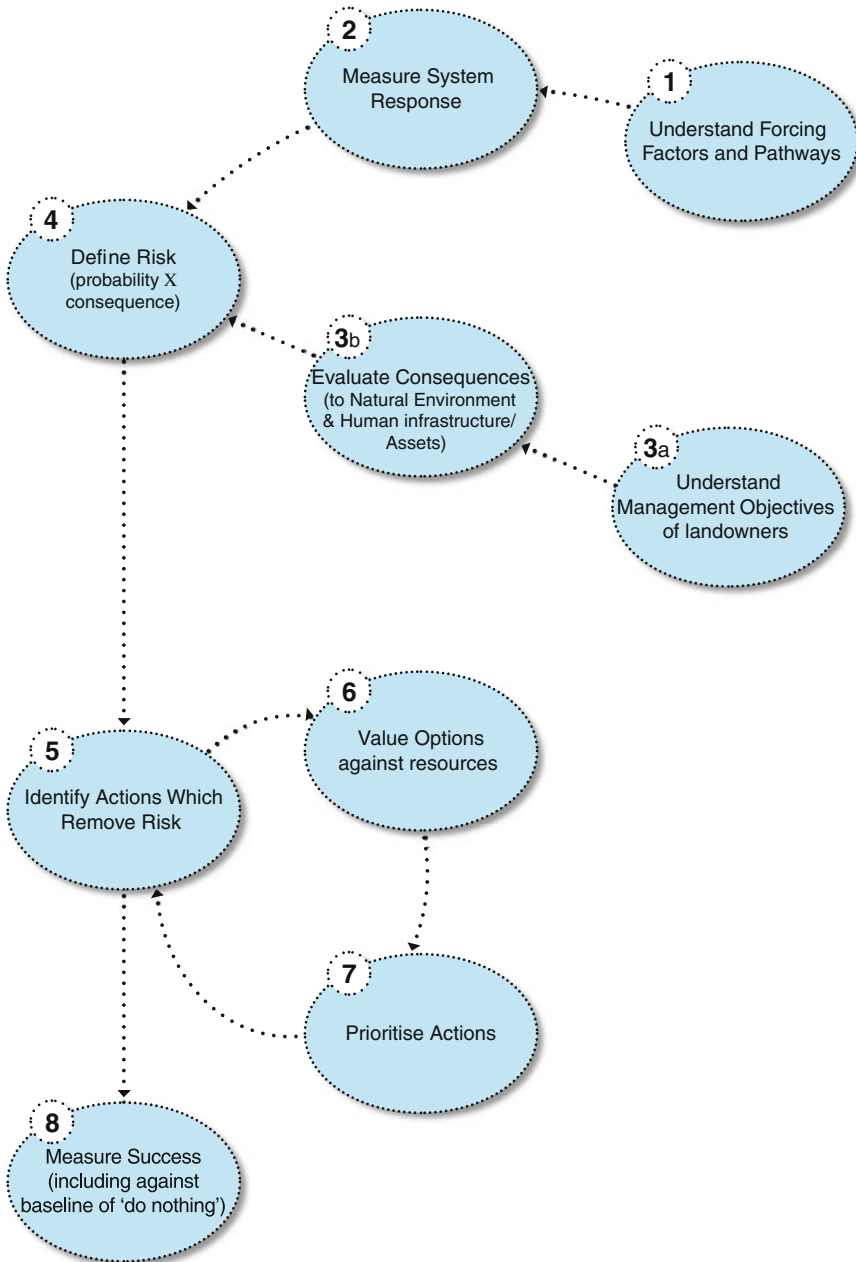 2
Measure System
Response
1
Understand Forcing
Factors and Pathways
4
Define Risk
(probability X
consequence)
3b
Evaluate Consequences
(to Natural Environment
& Human infrastructure/
Assets)
3a
Understand
Management Objectives
of landowners
6
Value Options
against resources
5
Identify Actions Which
Remove Risk
7
Prioritise Actions
8
Measure Success
(including against
baseline of ‘do nothing’)